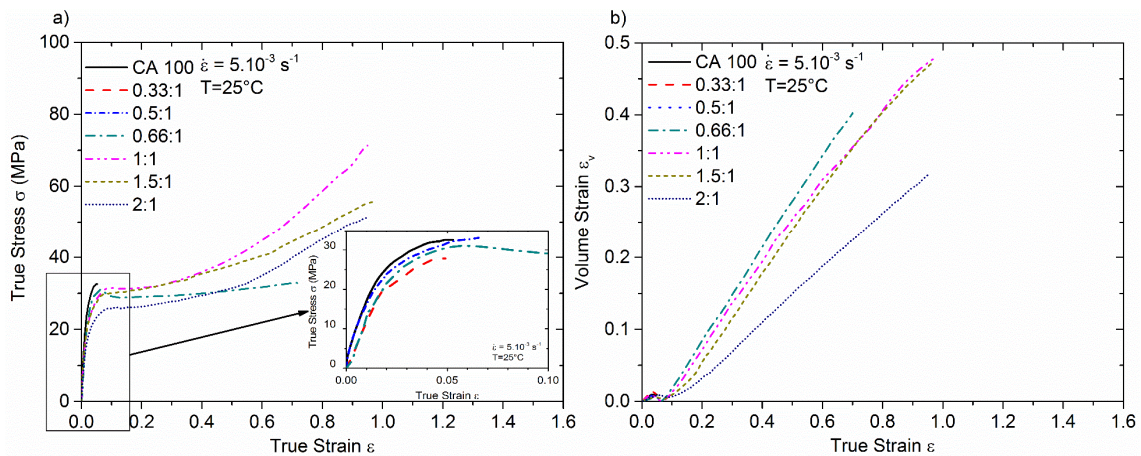 a)
100
80
60
40
20
0
True Stress σ (MPa)
CA 100
0.33:1
0.5:1
0.66:1
1:1
1.5:1
2:1
ε̇ = 5.10⁻³ s⁻¹
T=25°C
0.0 0.2 0.4 0.6 0.8 1.0 1.2 1.4 1.6
True Strain ε
30
20
10
0
True Stress σ (MPa)
ε̇ = 5.10⁻³ s⁻¹
T=25°C
0.00 0.05 0.10
True Strain ε
b)
0.5
0.4
0.3
0.2
0.1
0.0
Volume Strain εᵥ
CA 100
0.33:1
0.5:1
0.66:1
1:1
1.5:1
2:1
ε̇ = 5.10⁻³ s⁻¹
T=25°C
0.0 0.2 0.4 0.6 0.8 1.0 1.2 1.4 1.6
True Strain ε